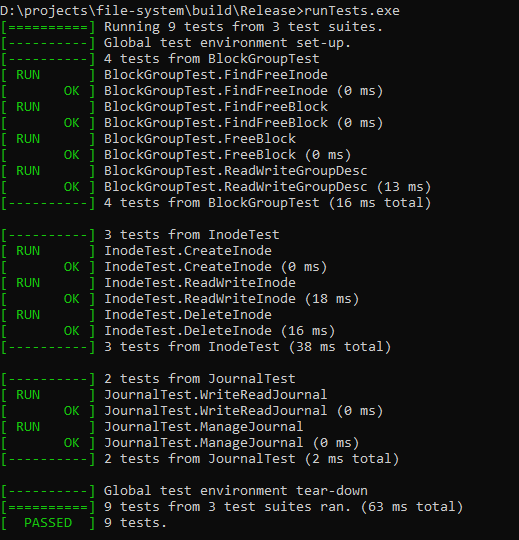 D:\projects\file-system\build\Release>runTests.exe
[==========] Running 9 tests from 3 test suites.
[----------] Global test environment set-up.
[----------] 4 tests from BlockGroupTest
[ RUN      ] BlockGroupTest.FindFreeInode
[       OK ] BlockGroupTest.FindFreeInode (0 ms)
[ RUN      ] BlockGroupTest.FindFreeBlock
[       OK ] BlockGroupTest.FindFreeBlock (0 ms)
[ RUN      ] BlockGroupTest.FreeBlock
[       OK ] BlockGroupTest.FreeBlock (0 ms)
[ RUN      ] BlockGroupTest.ReadWriteGroupDesc
[       OK ] BlockGroupTest.ReadWriteGroupDesc (13 ms)
[----------] 4 tests from BlockGroupTest (16 ms total)

[----------] 3 tests from InodeTest
[ RUN      ] InodeTest.CreateInode
[       OK ] InodeTest.CreateInode (0 ms)
[ RUN      ] InodeTest.ReadWriteInode
[       OK ] InodeTest.ReadWriteInode (18 ms)
[ RUN      ] InodeTest.DeleteInode
[       OK ] InodeTest.DeleteInode (16 ms)
[----------] 3 tests from InodeTest (38 ms total)

[----------] 2 tests from JournalTest
[ RUN      ] JournalTest.WriteReadJournal
[       OK ] JournalTest.WriteReadJournal (0 ms)
[ RUN      ] JournalTest.ManageJournal
[       OK ] JournalTest.ManageJournal (0 ms)
[----------] 2 tests from JournalTest (2 ms total)

[----------] Global test environment tear-down
[==========] 9 tests from 3 test suites ran. (63 ms total)
[  PASSED  ] 9 tests.